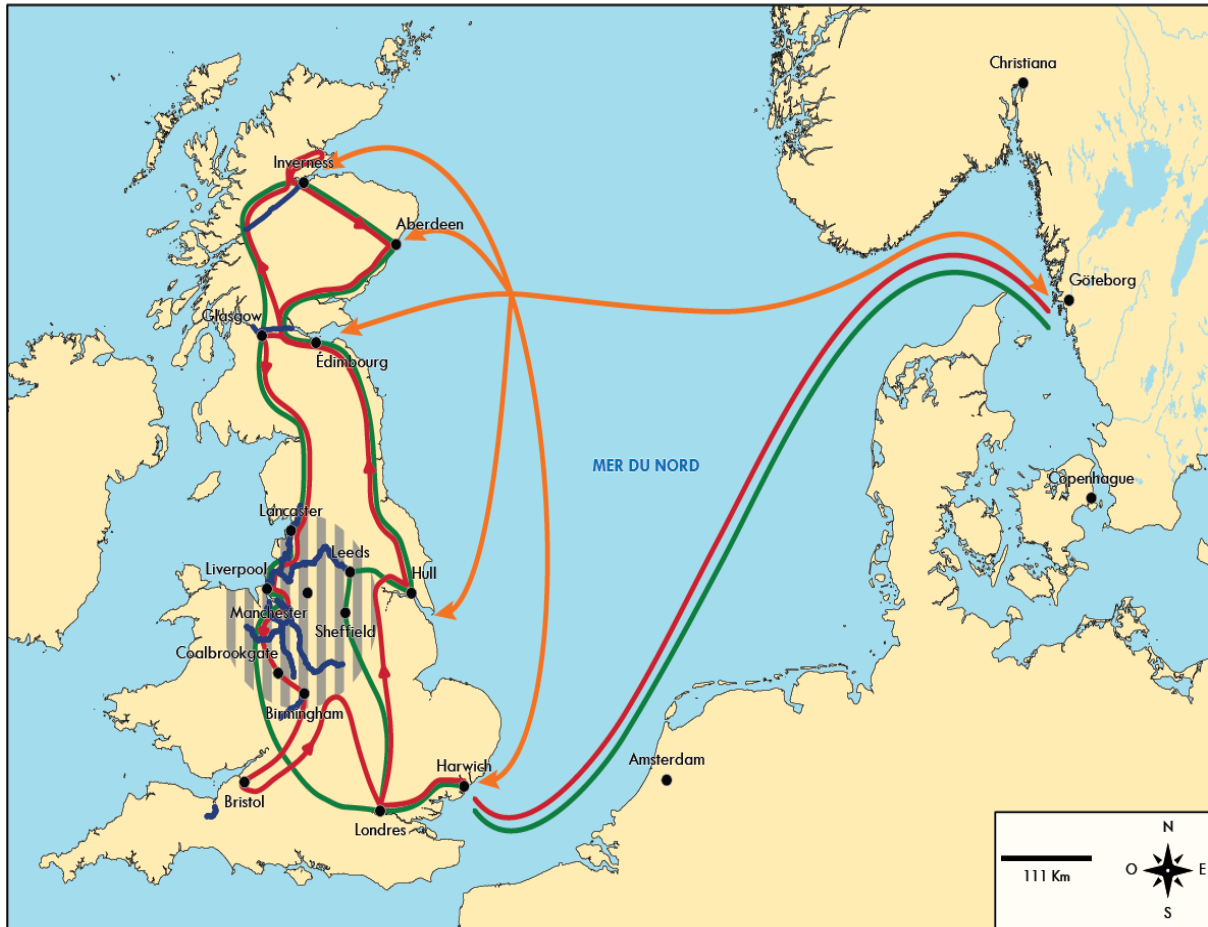 Christiana
Inverness
Aberdeen
Göteborg
Glasgow
Édimbourg
MER DU NORD
Copenhague
Lancaster
Leeds
Liverpool
Hull
Manchester
Sheffield
Coalbrookgate
Birmingham
Amsterdam
Harwich
Bristol
Londres
N
O
E
S
111 Km